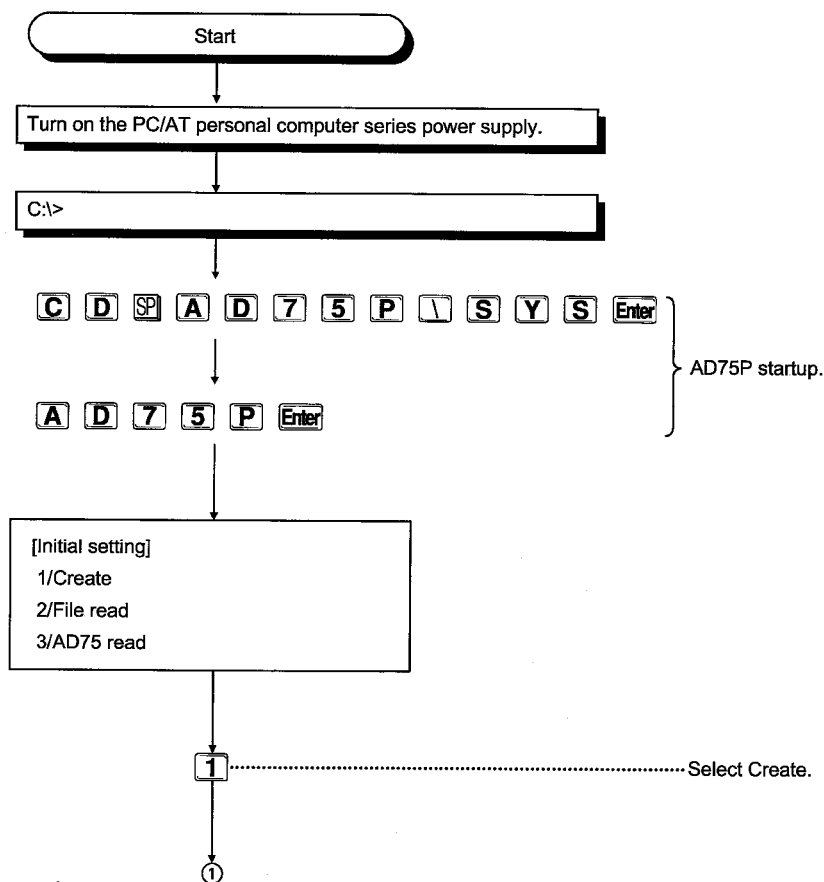 Start
Turn on the PC/AT personal computer series power supply.
C:\>
C D SP A D 7 5 P \ S Y S Enter
AD75P startup.
A D 7 5 P Enter
[Initial setting]
1/Create
2/File read
3/AD75 read
1 Select Create.
①